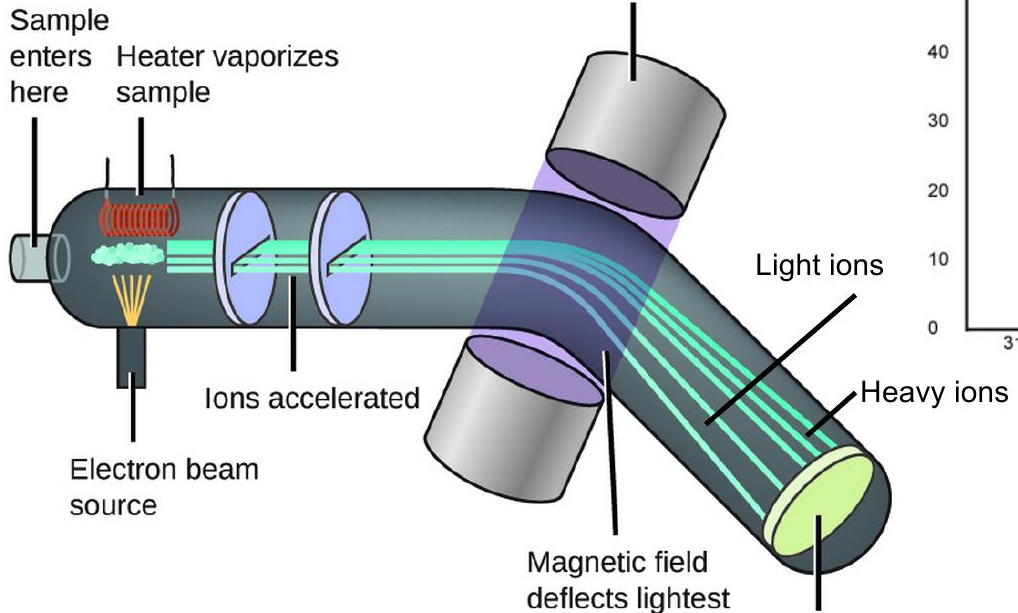 Sample
enters
here
Heater vaporizes
sample
Ions accelerated
Electron beam
source
Magnetic field
deflects lightest
Light ions
Heavy ions
40
30
20
10
0